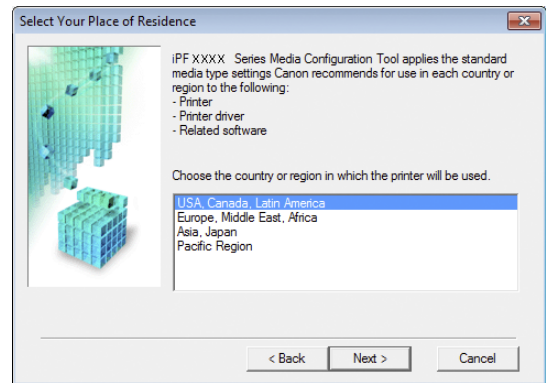 Select Your Place of Residence
iPF XXXX Series Media Configuration Tool applies the standard
media type settings Canon recommends for use in each country or
region to the following:
- Printer
- Printer driver
- Related software
Choose the country or region in which the printer will be used.
USA, Canada, Latin America
Europe, Middle East, Africa
Asia, Japan
Pacific Region
< Back Next > Cancel